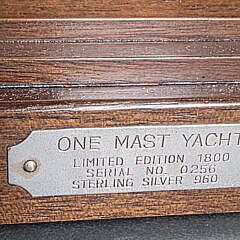 ONE MAST YACHT
LIMITED EDITION 1800
SERIAL NO. 0256
STERLING SILVER 960